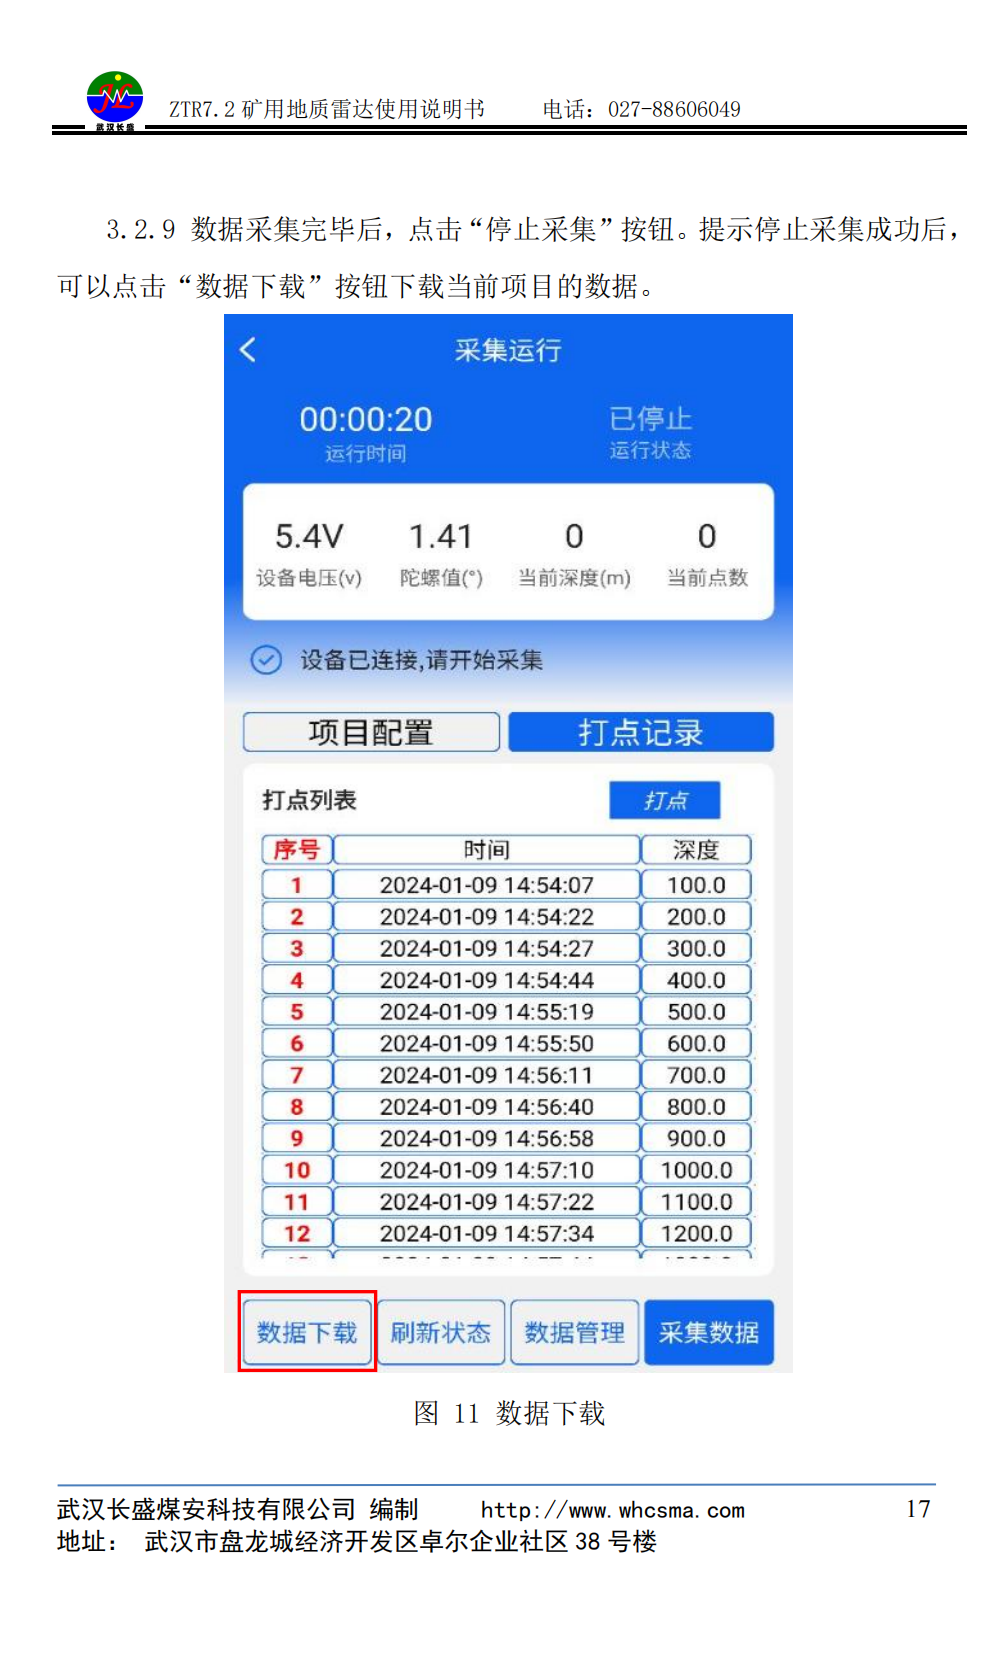 武汉长盛
ZTR7.2 矿用地质雷达使用说明书 电话：027-88606049
3.2.9 数据采集完毕后，点击“停止采集”按钮。提示停止采集成功后，
可以点击“数据下载”按钮下载当前项目的数据。
采集运行
00:00:20 已停止
运行时间 运行状态
5.4V 1.41 0 0
设备电压(v) 陀螺值(°) 当前深度(m) 当前点数
设备已连接,请开始采集
项目配置 打点记录
打点列表 打点
序号 时间 深度
1 2024-01-09 14:54:07 100.0
2 2024-01-09 14:54:22 200.0
3 2024-01-09 14:54:27 300.0
4 2024-01-09 14:54:44 400.0
5 2024-01-09 14:55:19 500.0
6 2024-01-09 14:55:50 600.0
7 2024-01-09 14:56:11 700.0
8 2024-01-09 14:56:40 800.0
9 2024-01-09 14:56:58 900.0
10 2024-01-09 14:57:10 1000.0
11 2024-01-09 14:57:22 1100.0
12 2024-01-09 14:57:34 1200.0
数据下载 刷新状态 数据管理 采集数据
图 11 数据下载
武汉长盛煤安科技有限公司 编制 http://www.whcsma.com 17
地址： 武汉市盘龙城经济开发区卓尔企业社区 38 号楼